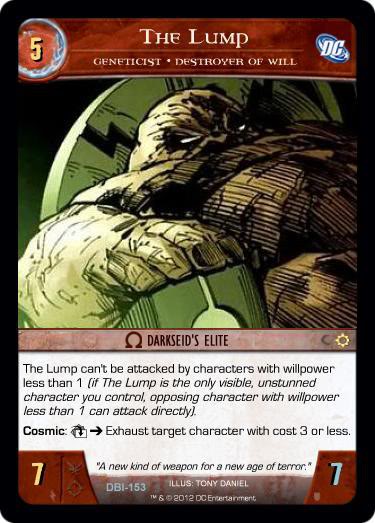 5
The Lump
DC
Geneticist • Destroyer of Will
Darkseid's Elite
The Lump can't be attacked by characters with willpower
less than 1 (if The Lump is the only visible, unstunned
character you control, opposing character with willpower
less than 1 can attack directly).
Cosmic: ➔ Exhaust target character with cost 3 or less.
"A new kind of weapon for a new age of terror."
7
DBI-153
ILLUS: TONY DANIEL
7
™ & © 2012 DC Entertainment